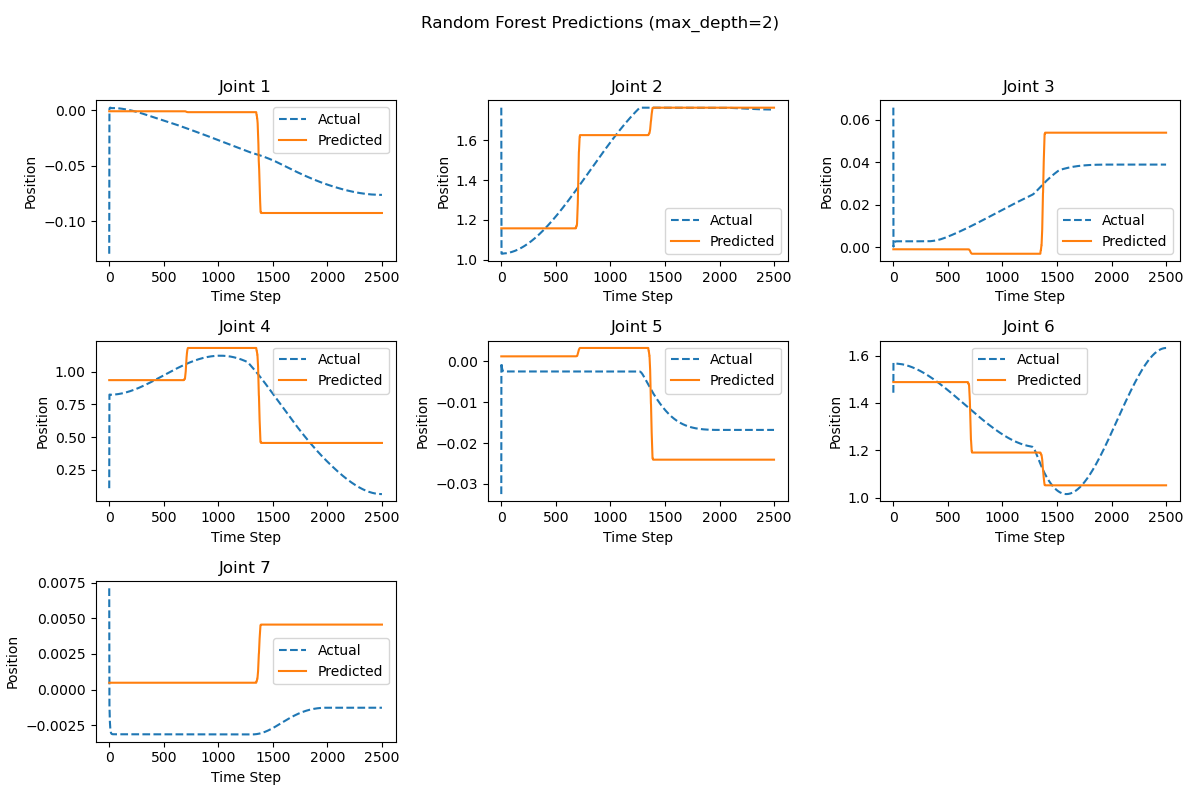 Random Forest Predictions (max_depth=2)
Joint 1
Joint 2
Joint 3
0.00
−0.05
−0.10
Position
Actual
Predicted
0 500 1000 1500 2000 2500
Time Step
1.6
1.4
1.2
1.0
Position
Actual
Predicted
0 500 1000 1500 2000 2500
Time Step
0.06
0.04
0.02
0.00
Position
Actual
Predicted
0 500 1000 1500 2000 2500
Time Step
Joint 4
Joint 5
Joint 6
1.00
0.75
0.50
0.25
Position
Actual
Predicted
0 500 1000 1500 2000 2500
Time Step
0.00
−0.01
−0.02
−0.03
Position
Actual
Predicted
0 500 1000 1500 2000 2500
Time Step
1.6
1.4
1.2
1.0
Position
Actual
Predicted
0 500 1000 1500 2000 2500
Time Step
Joint 7
0.0075
0.0050
0.0025
0.0000
−0.0025
Position
Actual
Predicted
0 500 1000 1500 2000 2500
Time Step